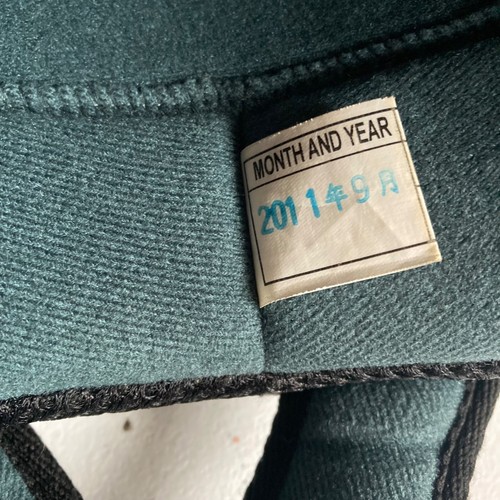 MONTH AND YEAR
2011年9月